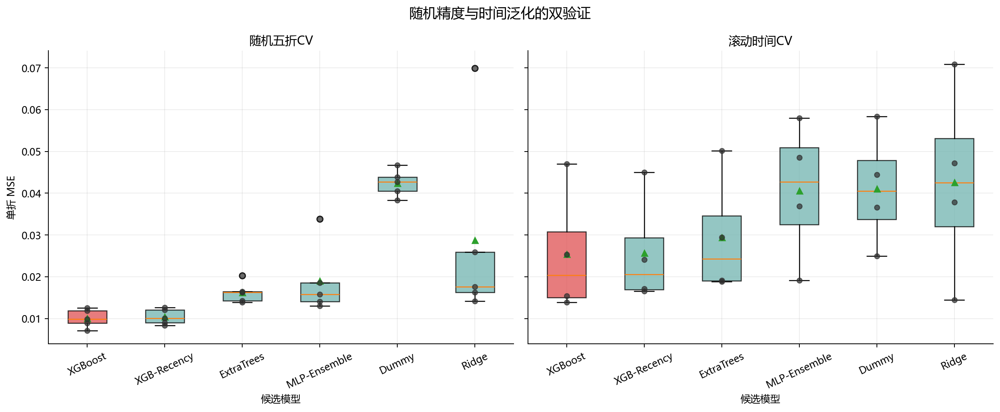 随机精度与时间泛化的双验证
随机五折CV
单折 MSE
0.07
0.06
0.05
0.04
0.03
0.02
0.01
XGBoost
XGB-Recency
ExtraTrees
MLP-Ensemble
Dummy
Ridge
候选模型
滚动时间CV
XGBoost
XGB-Recency
ExtraTrees
MLP-Ensemble
Dummy
Ridge
候选模型